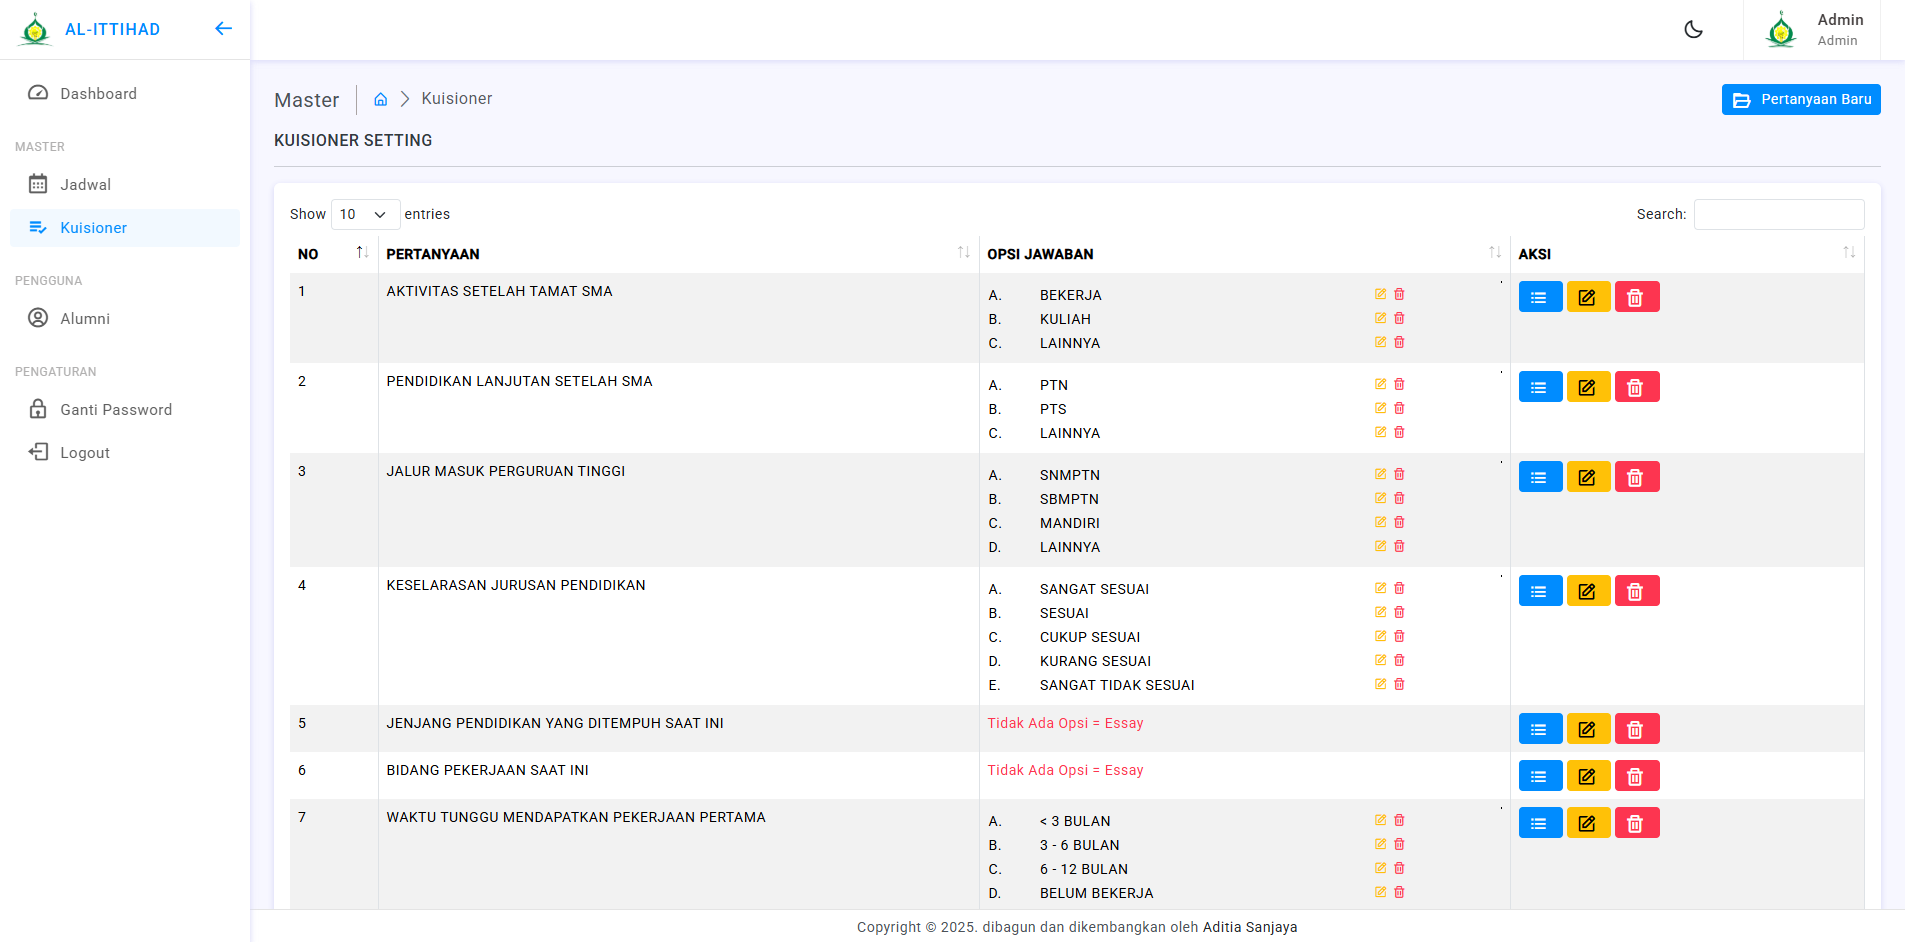 AL-ITTIHAD
Admin
Admin
Dashboard
MASTER
Jadwal
Kuisioner
PENGGUNA
Alumni
PENGATURAN
Ganti Password
Logout
Master
Kuisioner
Pertanyaan Baru
KUISIONER SETTING
Show 10 entries
Search:
NO PERTANYAAN OPSI JAWABAN AKSI
1 AKTIVITAS SETELAH TAMAT SMA
A. BEKERJA
B. KULIAH
C. LAINNYA
2 PENDIDIKAN LANJUTAN SETELAH SMA
A. PTN
B. PTS
C. LAINNYA
3 JALUR MASUK PERGURUAN TINGGI
A. SNMPTN
B. SBMPTN
C. MANDIRI
D. LAINNYA
4 KESELARASAN JURUSAN PENDIDIKAN
A. SANGAT SESUAI
B. SESUAI
C. CUKUP SESUAI
D. KURANG SESUAI
E. SANGAT TIDAK SESUAI
5 JENJANG PENDIDIKAN YANG DITEMPUH SAAT INI Tidak Ada Opsi = Essay
6 BIDANG PEKERJAAN SAAT INI Tidak Ada Opsi = Essay
7 WAKTU TUNGGU MENDAPATKAN PEKERJAAN PERTAMA
A. < 3 BULAN
B. 3 - 6 BULAN
C. 6 - 12 BULAN
D. BELUM BEKERJA
Copyright © 2025. dibagun dan dikembangkan oleh Aditia Sanjaya